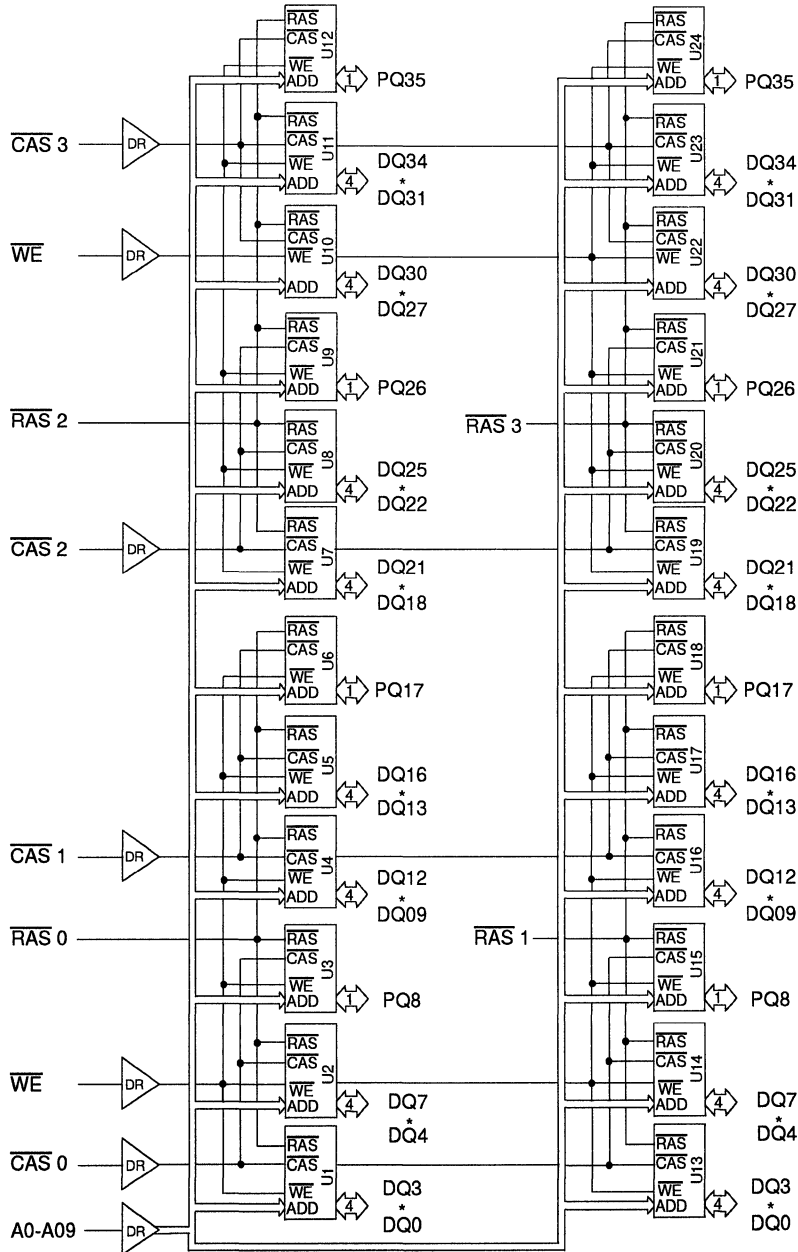 RAS
CAS
WE
ADD
U12
1
PQ35
RAS
CAS
WE
ADD
U24
1
PQ35
CAS 3
DR
RAS
CAS
WE
ADD
U11
4
DQ34
*
DQ31
RAS
CAS
WE
ADD
U23
4
DQ34
*
DQ31
WE
DR
RAS
CAS
WE
ADD
U10
4
DQ30
*
DQ27
RAS
CAS
WE
ADD
U22
4
DQ30
*
DQ27
RAS
CAS
WE
ADD
U9
1
PQ26
RAS
CAS
WE
ADD
U21
1
PQ26
RAS 2
RAS
CAS
WE
ADD
U8
4
DQ25
*
DQ22
RAS 3
RAS
CAS
WE
ADD
U20
4
DQ25
*
DQ22
CAS 2
DR
RAS
CAS
WE
ADD
U7
4
DQ21
*
DQ18
RAS
CAS
WE
ADD
U19
4
DQ21
*
DQ18
RAS
CAS
WE
ADD
U6
1
PQ17
RAS
CAS
WE
ADD
U18
1
PQ17
RAS
CAS
WE
ADD
U5
4
DQ16
*
DQ13
RAS
CAS
WE
ADD
U17
4
DQ16
*
DQ13
CAS 1
DR
RAS
CAS
WE
ADD
U4
4
DQ12
*
DQ09
RAS
CAS
WE
ADD
U16
4
DQ12
*
DQ09
RAS 0
RAS
CAS
WE
ADD
U3
1
PQ8
RAS 1
RAS
CAS
WE
ADD
U15
1
PQ8
WE
DR
RAS
CAS
WE
ADD
U2
4
DQ7
*
DQ4
RAS
CAS
WE
ADD
U14
4
DQ7
*
DQ4
CAS 0
DR
RAS
CAS
WE
ADD
U1
4
DQ3
*
DQ0
RAS
CAS
WE
ADD
U13
4
DQ3
*
DQ0
A0-A09
DR